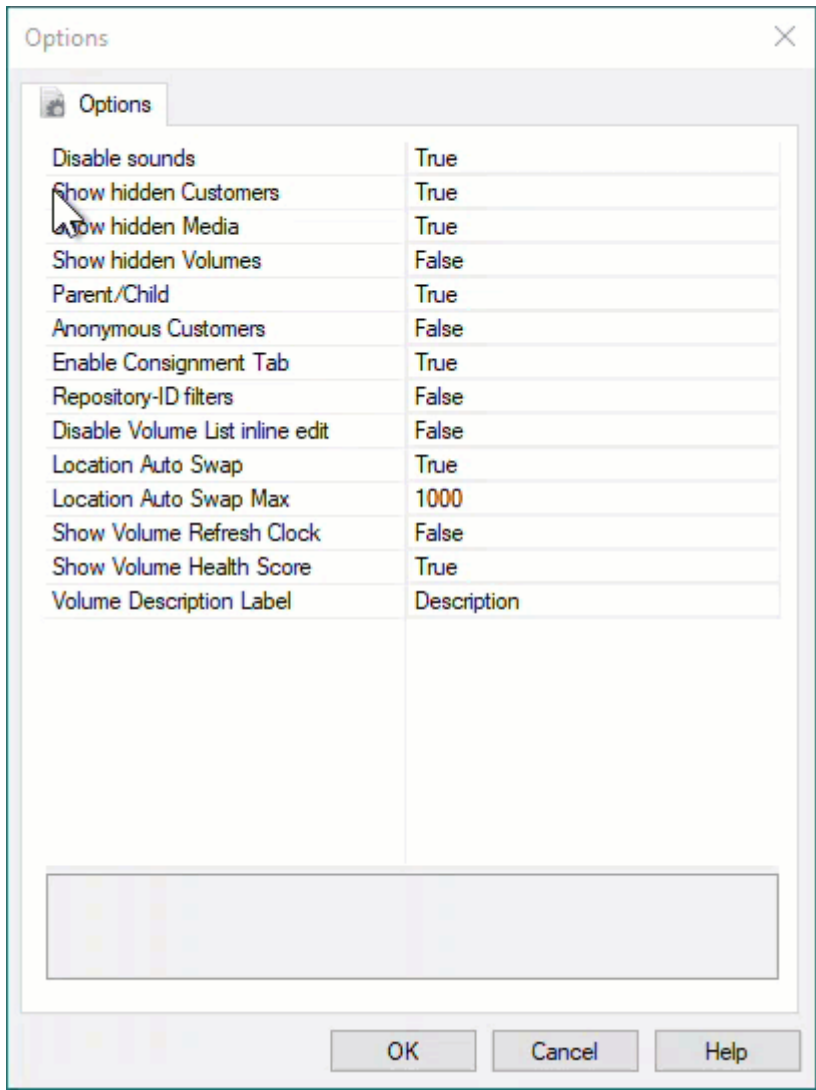 Options
Options
Disable sounds True
Show hidden Customers True
Show hidden Media True
Show hidden Volumes False
Parent/Child True
Anonymous Customers False
Enable Consignment Tab True
Repository-ID filters False
Disable Volume List inline edit False
Location Auto Swap True
Location Auto Swap Max 1000
Show Volume Refresh Clock False
Show Volume Health Score True
Volume Description Label Description
OK Cancel Help